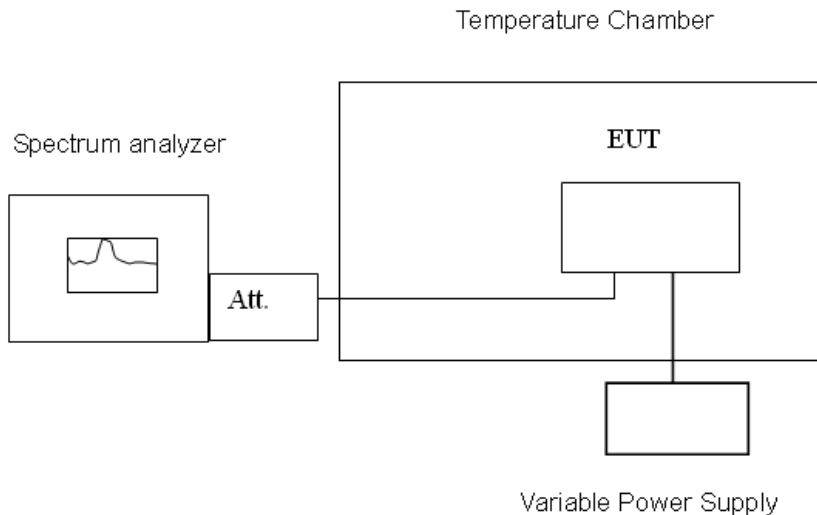 Temperature Chamber
Spectrum analyzer
EUT
Att.
Variable Power Supply